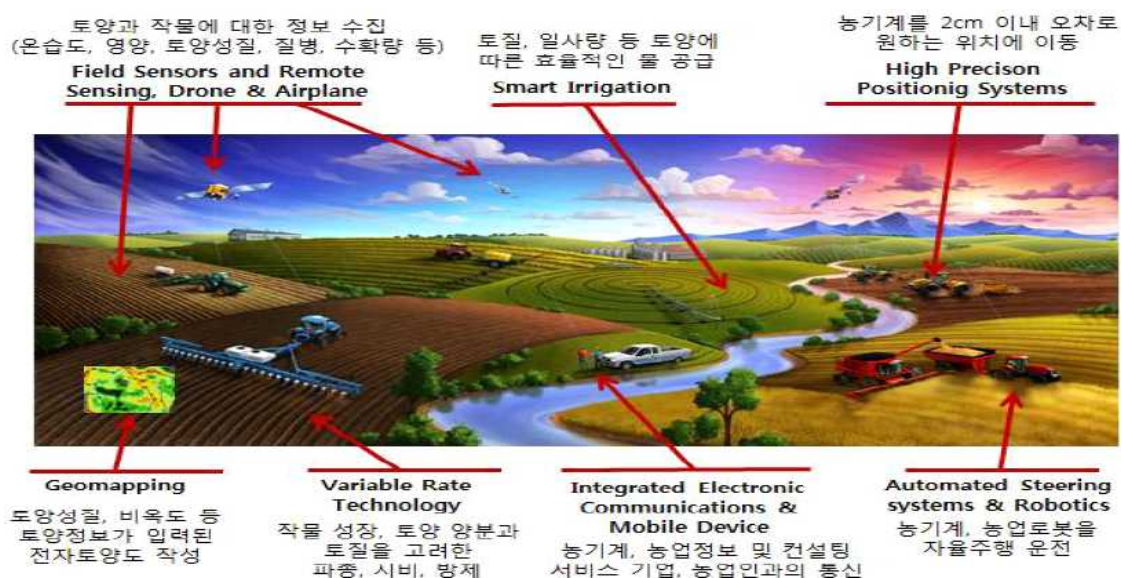 토양과 작물에 대한 정보 수집
(온습도, 영양, 토양성질, 질병, 수확량 등)
Field Sensors and Remote
Sensing, Drone & Airplane
토질, 일사량 등 토양에
따른 효율적인 물 공급
Smart Irrigation
농기계를 2cm 이내 오차로
원하는 위치에 이동
High Precison
Positionig Systems
Geomapping
토양성질, 비옥도 등
토양정보가 입력된
전자토양도 작성
Variable Rate
Technology
작물 성장, 토양 양분과
토질을 고려한
파종, 시비, 방제
Integrated Electronic
Communications &
Mobile Device
농기계, 농업정보 및 컨설팅
서비스 기업, 농업인과의 통신
Automated Steering
systems & Robotics
농기계, 농업로봇을
자율주행 운전